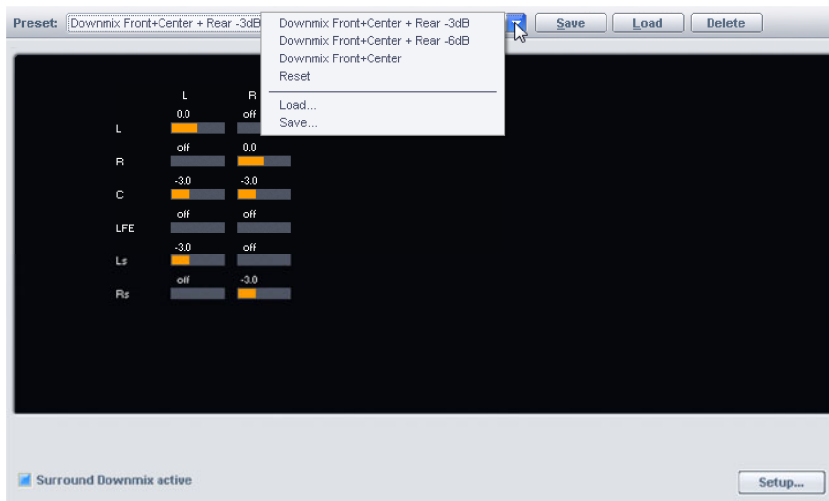 Preset: Downmix Front+Center + Rear -3dB Save Load Delete
Downmix Front+Center + Rear -3dB
Downmix Front+Center + Rear -6dB
Downmix Front+Center
Reset
Load...
Save...
L R
0.0 off
L
off 0.0
R
-3.0 -3.0
C
off off
LFE
-3.0 off
Ls
off -3.0
Rs
Surround Downmix active
Setup...